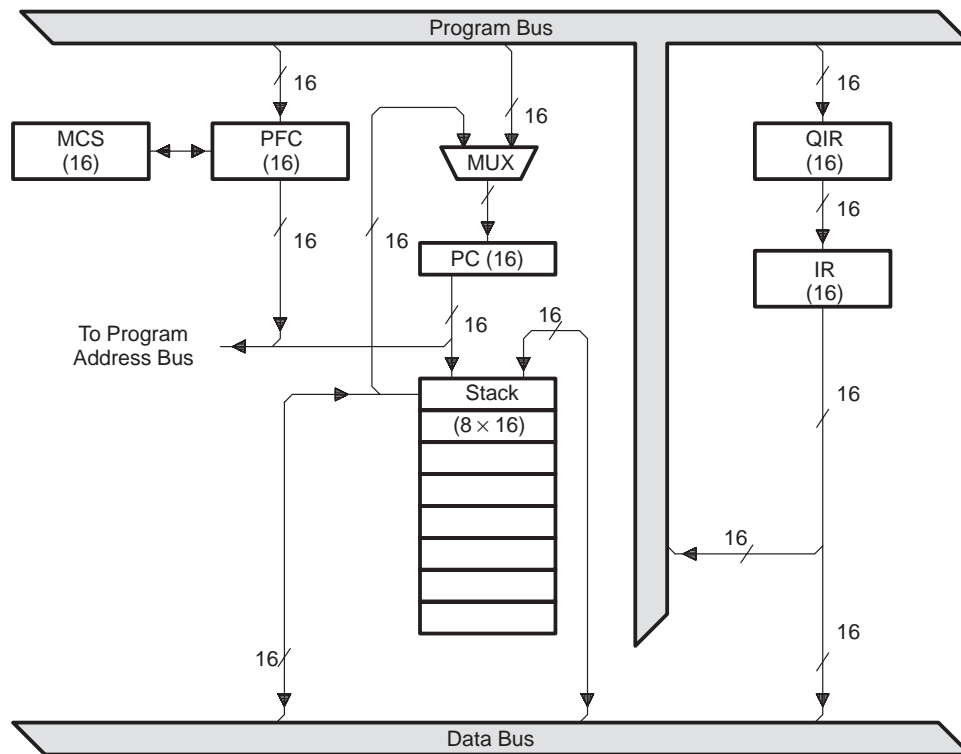 Program Bus
16
16
16
MCS
(16)
PFC
(16)
MUX
QIR
(16)
16
16
16
PC (16)
IR
(16)
16
16
To Program
Address Bus
Stack
(8 × 16)
16
16
16
16
Data Bus